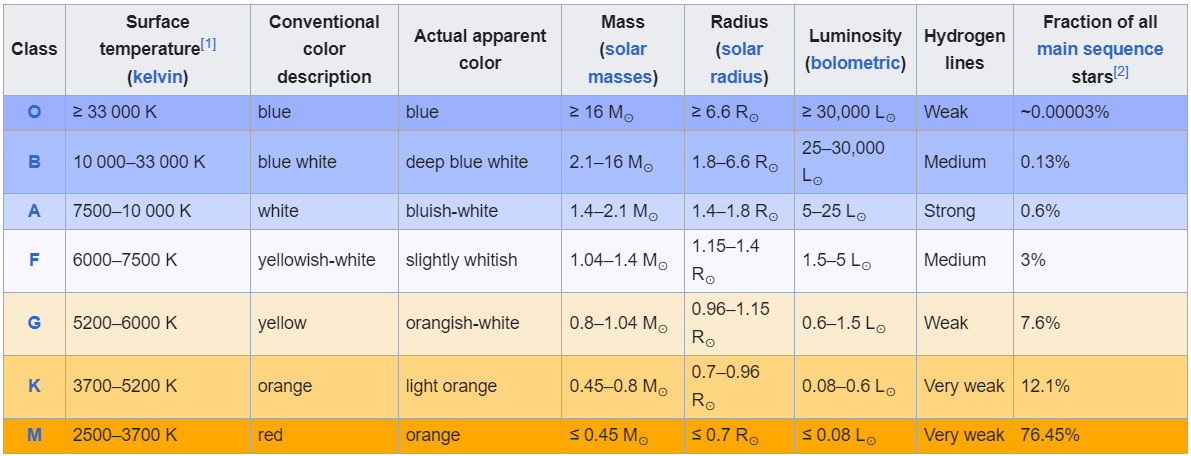 Class Surface temperature[1] (kelvin) Conventional color description Actual apparent color Mass (solar masses) Radius (solar radius) Luminosity (bolometric) Hydrogen lines Fraction of all main sequence stars[2]
O ≥ 33 000 K blue blue ≥ 16 M☉ ≥ 6.6 R☉ ≥ 30,000 L☉ Weak ~0.00003%
B 10 000–33 000 K blue white deep blue white 2.1–16 M☉ 1.8–6.6 R☉ 25–30,000 L☉ Medium 0.13%
A 7500–10 000 K white bluish-white 1.4–2.1 M☉ 1.4–1.8 R☉ 5–25 L☉ Strong 0.6%
F 6000–7500 K yellowish-white slightly whitish 1.04–1.4 M☉ 1.15–1.4 R☉ 1.5–5 L☉ Medium 3%
G 5200–6000 K yellow orangish-white 0.8–1.04 M☉ 0.96–1.15 R☉ 0.6–1.5 L☉ Weak 7.6%
K 3700–5200 K orange light orange 0.45–0.8 M☉ 0.7–0.96 R☉ 0.08–0.6 L☉ Very weak 12.1%
M 2500–3700 K red orange ≤ 0.45 M☉ ≤ 0.7 R☉ ≤ 0.08 L☉ Very weak 76.45%